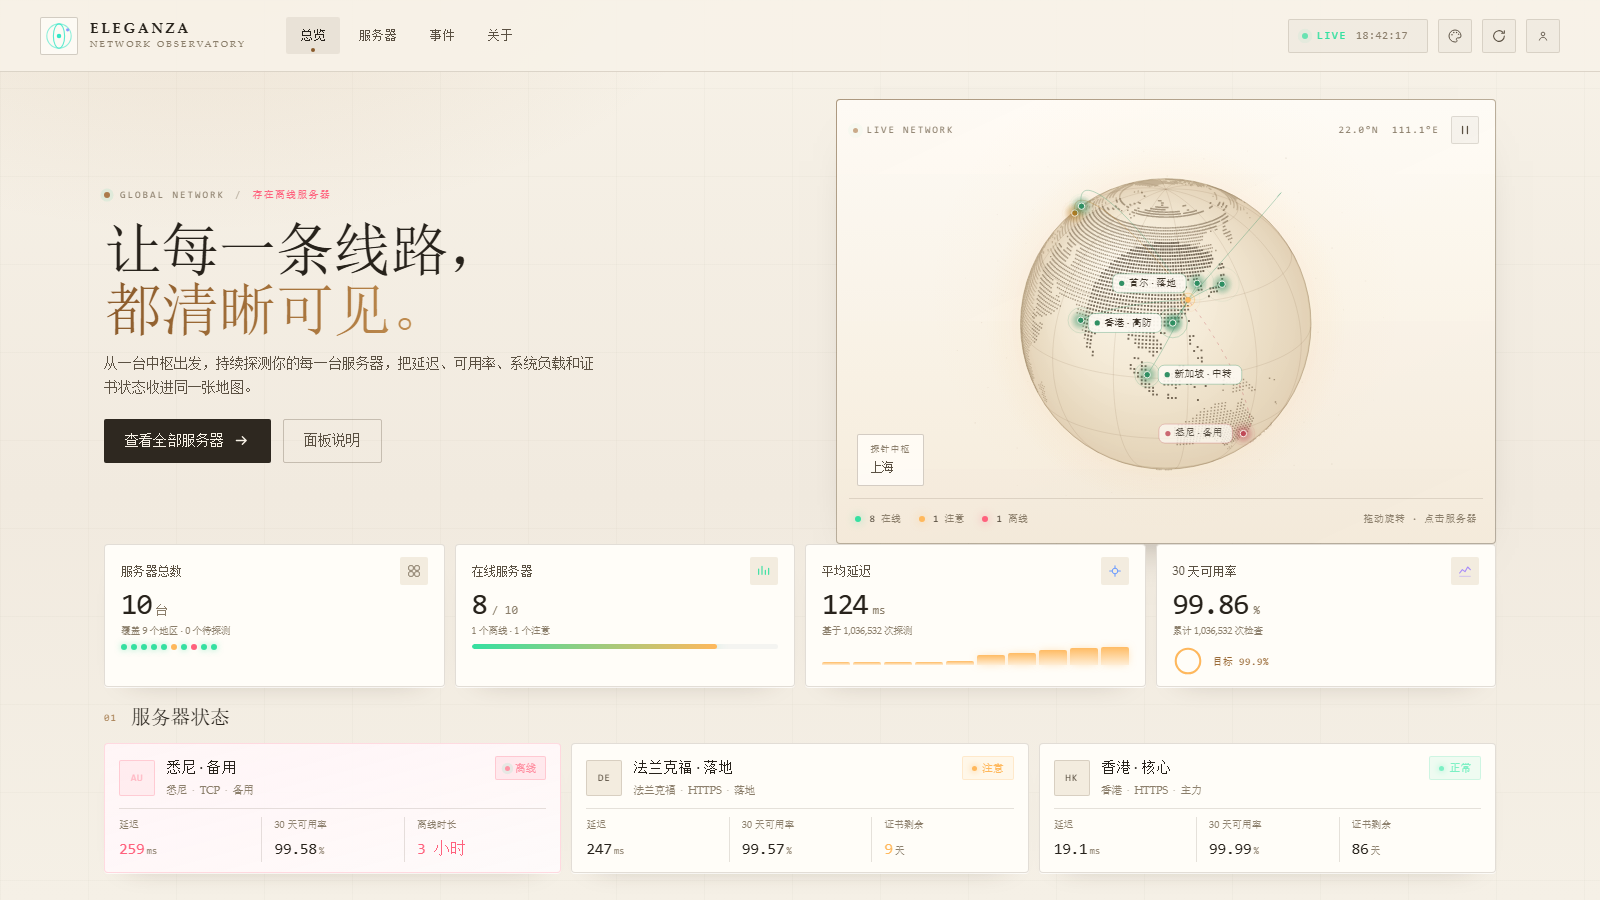 ELEGANZA
NETWORK OBSERVATORY
总览
服务器
事件
关于
LIVE 18:42:17
GLOBAL NETWORK / 存在离线服务器
让每一条线路，
都清晰可见。
从一台中枢出发，持续探测你的每一台服务器，把延迟、可用率、系统负载和证
书状态收进同一张地图。
查看全部服务器 →
面板说明
LIVE NETWORK
22.0°N 111.1°E
首尔 · 落地
香港 · 高防
新加坡 · 中转
悉尼 · 备用
探针中枢
上海
8 在线
1 注意
1 离线
拖动旋转 · 点击服务器
服务器总数
10 台
覆盖 9 个地区 · 0 个待探测
在线服务器
8 / 10
1 个离线 · 1 个注意
平均延迟
124 ms
基于 1,036,532 次探测
30 天可用率
99.86 %
累计 1,036,532 次检查
目标 99.9%
01 服务器状态
AU
悉尼 · 备用
悉尼 · TCP · 备用
离线
延迟
259 ms
30 天可用率
99.58 %
离线时长
3 小时
DE
法兰克福 · 落地
法兰克福 · HTTPS · 落地
注意
延迟
247 ms
30 天可用率
99.57 %
证书剩余
9 天
HK
香港 · 核心
香港 · HTTPS · 主力
正常
延迟
19.1 ms
30 天可用率
99.99 %
证书剩余
86 天